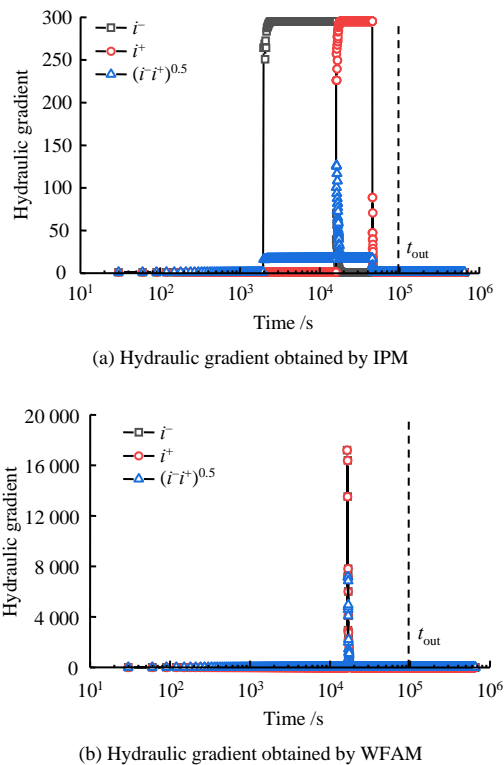 300
250
200
150
100
50
0
Hydraulic gradient
i⁻
i⁺
(i⁻i⁺)⁰·⁵
t_out
10¹ 10² 10³ 10⁴ 10⁵ 10⁶
Time /s
(a) Hydraulic gradient obtained by IPM
20 000
16 000
12 000
8 000
4 000
0
Hydraulic gradient
i⁻
i⁺
(i⁻i⁺)⁰·⁵
t_out
10¹ 10² 10³ 10⁴ 10⁵ 10⁶
Time /s
(b) Hydraulic gradient obtained by WFAM